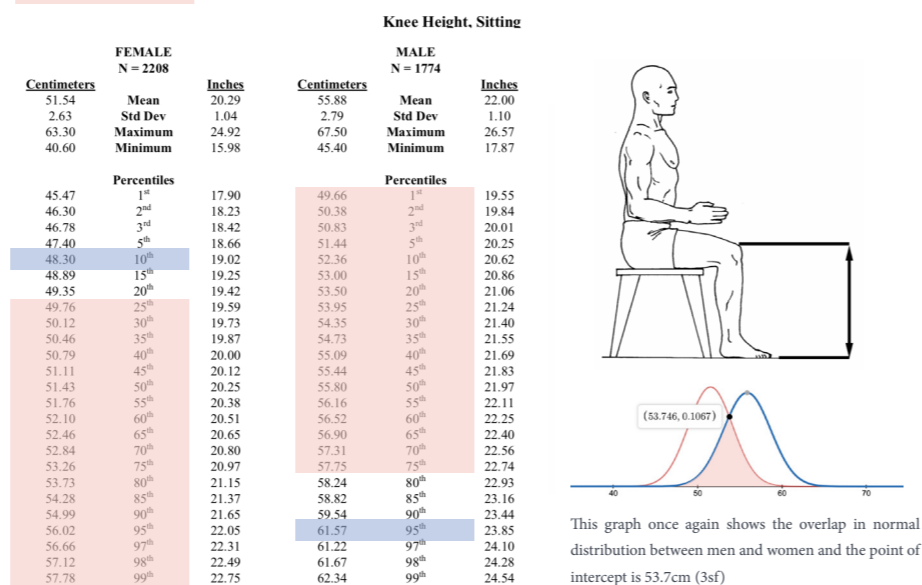 Knee Height, Sitting
FEMALE MALE
N = 2208 N = 1774
Centimeters Inches Centimeters Inches
51.54 Mean 20.29 55.88 Mean 22.00
2.63 Std Dev 1.04 2.79 Std Dev 1.10
63.30 Maximum 24.92 67.50 Maximum 26.57
40.60 Minimum 15.98 45.40 Minimum 17.87
Percentiles Percentiles
45.47 1st 17.90 49.66 1st 19.55
46.30 2nd 18.23 50.38 2nd 19.84
46.78 3rd 18.42 50.83 3rd 20.01
47.40 5th 18.66 51.44 5th 20.25
48.30 10th 19.02 52.36 10th 20.62
48.89 15th 19.25 53.00 15th 20.86
49.35 20th 19.42 53.50 20th 21.06
49.76 25th 19.59 53.95 25th 21.24
50.12 30th 19.73 54.35 30th 21.40
50.46 35th 19.87 54.73 35th 21.55
50.79 40th 20.00 55.09 40th 21.69
51.11 45th 20.12 55.44 45th 21.83
51.43 50th 20.25 55.80 50th 21.97
51.76 55th 20.38 56.16 55th 22.11
52.10 60th 20.51 56.52 60th 22.25
52.46 65th 20.65 56.90 65th 22.40
52.84 70th 20.80 57.31 70th 22.56
53.26 75th 20.97 57.75 75th 22.74
53.73 80th 21.15 58.24 80th 22.93
54.28 85th 21.37 58.82 85th 23.16
54.99 90th 21.65 59.54 90th 23.44
56.02 95th 22.05 61.57 95th 23.85
56.66 97th 22.31 61.22 97th 24.10
57.12 98th 22.49 61.67 98th 24.28
57.78 99th 22.75 62.34 99th 24.54
(53.746, 0.1067)
40 50 60 70
This graph once again shows the overlap in normal
distribution between men and women and the point of
intercept is 53.7cm (3sf)